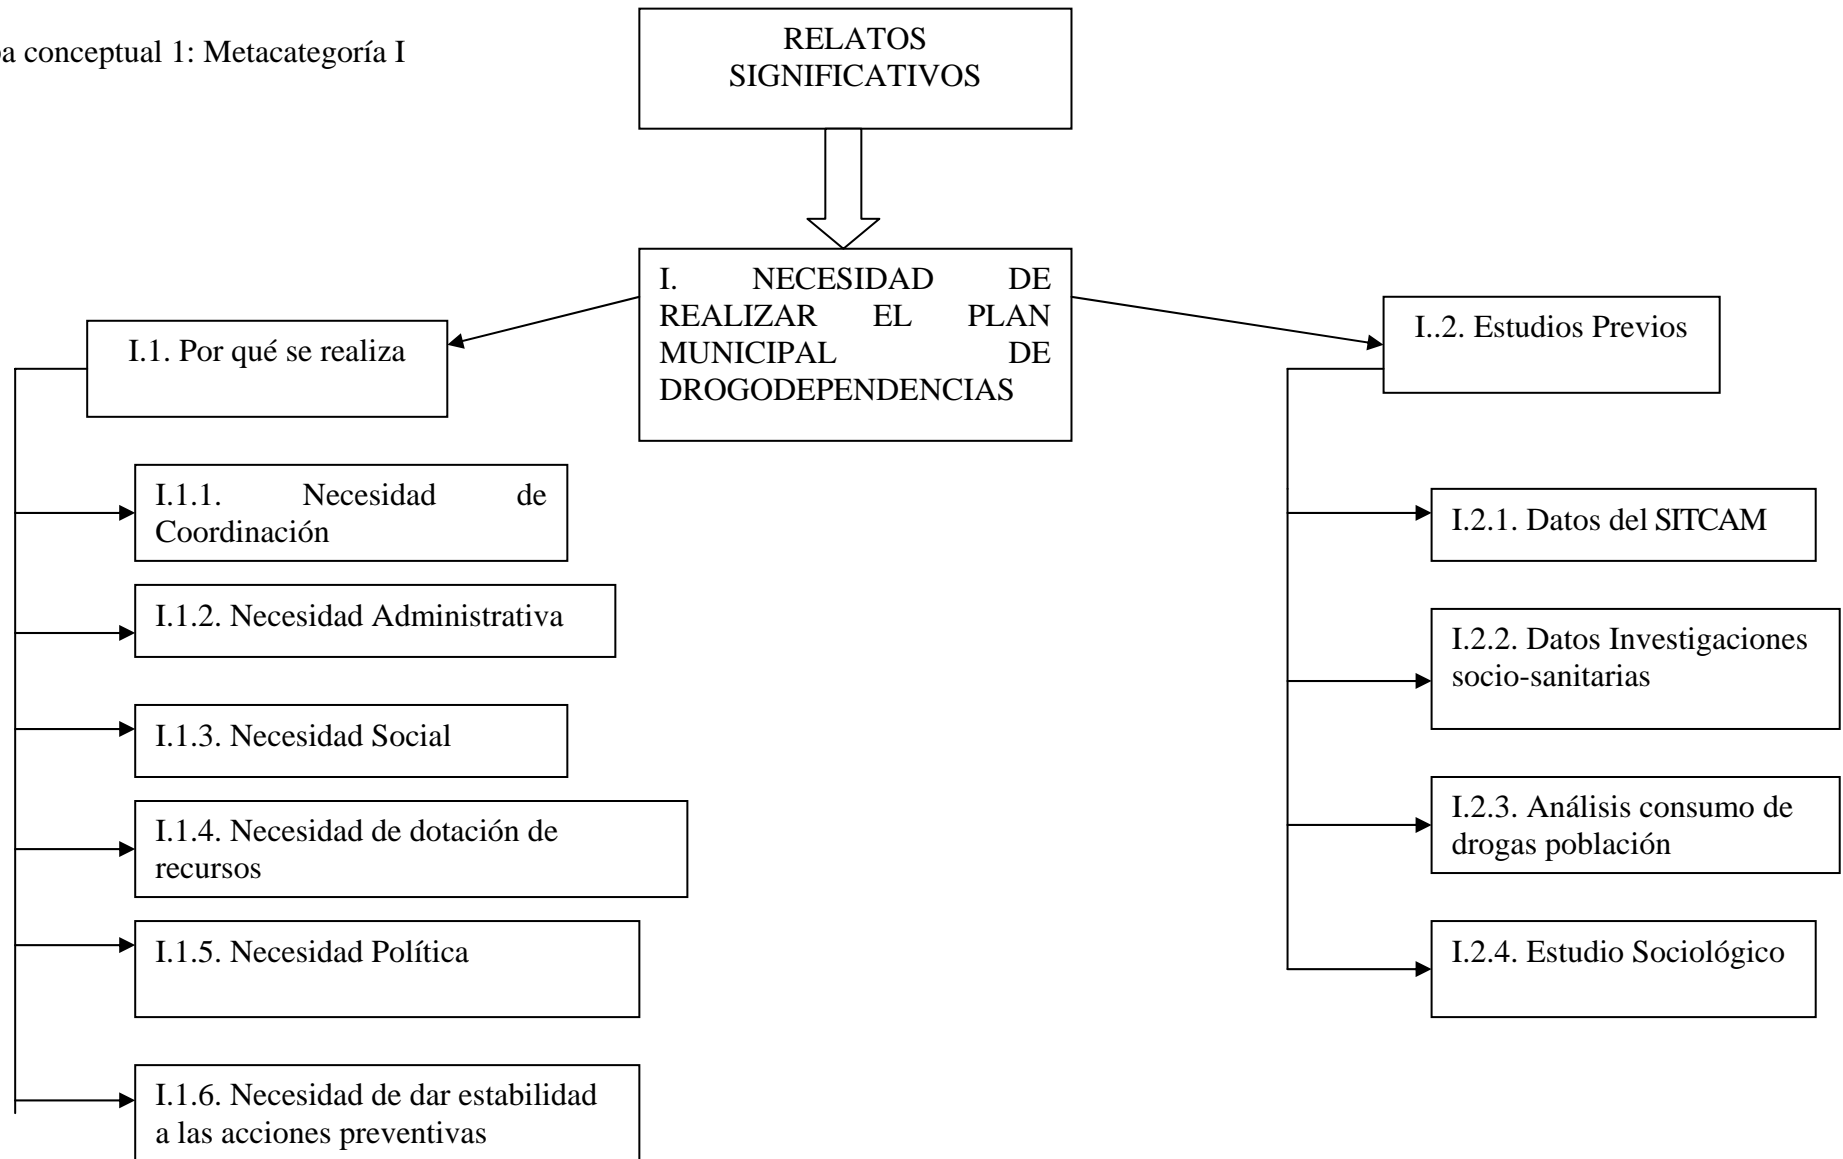 pa conceptual 1: Metacategoría I
RELATOS
SIGNIFICATIVOS
I. NECESIDAD DE
REALIZAR EL PLAN
MUNICIPAL DE
DROGODEPENDENCIAS
I.1. Por qué se realiza
I.1.1. Necesidad de
Coordinación
I.1.2. Necesidad Administrativa
I.1.3. Necesidad Social
I.1.4. Necesidad de dotación de
recursos
I.1.5. Necesidad Política
I.1.6. Necesidad de dar estabilidad
a las acciones preventivas
I..2. Estudios Previos
I.2.1. Datos del SITCAM
I.2.2. Datos Investigaciones
socio-sanitarias
I.2.3. Análisis consumo de
drogas población
I.2.4. Estudio Sociológico